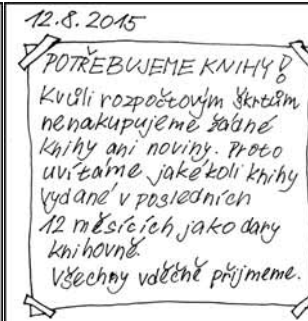 12.8.2015
POTŘEBUJEME KNIHY!
Kvůli rozpočtovým škrtům
nenakupujeme žádné
knihy ani noviny. Proto
uvítáme jakékoli knihy
vydané v posledních
12 měsících jako dary
knihovně.
Všechny vděčně přijmeme.